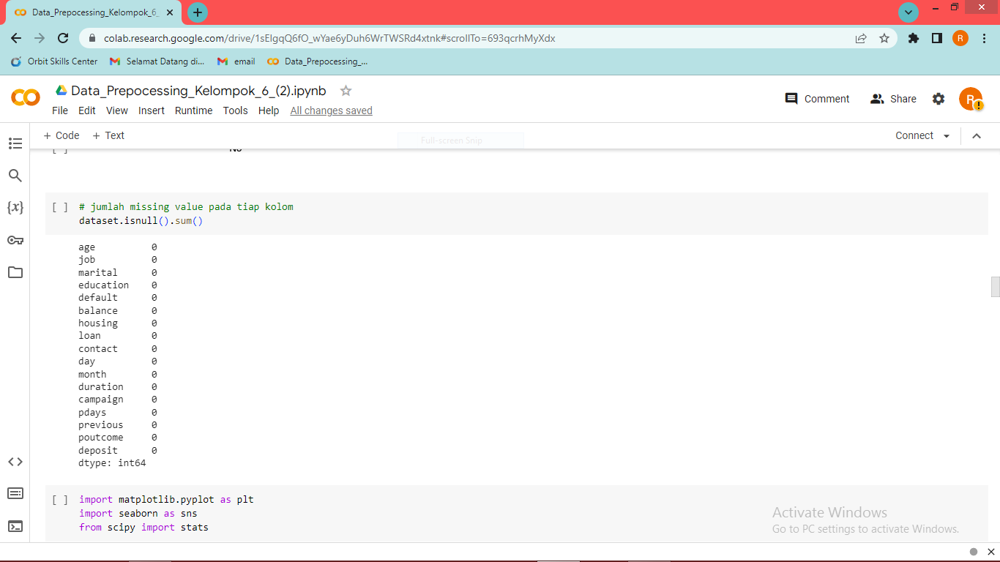 Data_Prepocessing_Kelompok_6_
colab.research.google.com/drive/1sElgqQ6fO_wYae6yDuh6WrTWSRd4xtnk#scrollTo=693qcrhMyXdx
R
Orbit Skills Center
Selamat Datang di...
email
Data_Prepocessing_...
Data_Prepocessing_Kelompok_6_(2).ipynb
Comment
Share
R
File Edit View Insert Runtime Tools Help All changes saved
+ Code + Text
Full-screen Snip
Connect
[ ] No
[ ] # jumlah missing value pada tiap kolom
dataset.isnull().sum()
age 0
job 0
marital 0
education 0
default 0
balance 0
housing 0
loan 0
contact 0
day 0
month 0
duration 0
campaign 0
pdays 0
previous 0
poutcome 0
deposit 0
dtype: int64
[ ] import matplotlib.pyplot as plt
import seaborn as sns
from scipy import stats
Activate Windows
Go to PC settings to activate Windows.